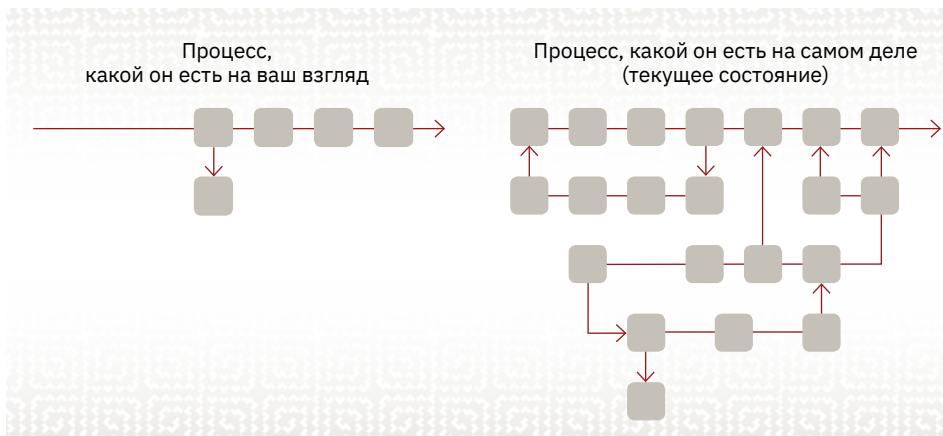 Процесс,
какой он есть на ваш взгляд
Процесс, какой он есть на самом деле
(текущее состояние)